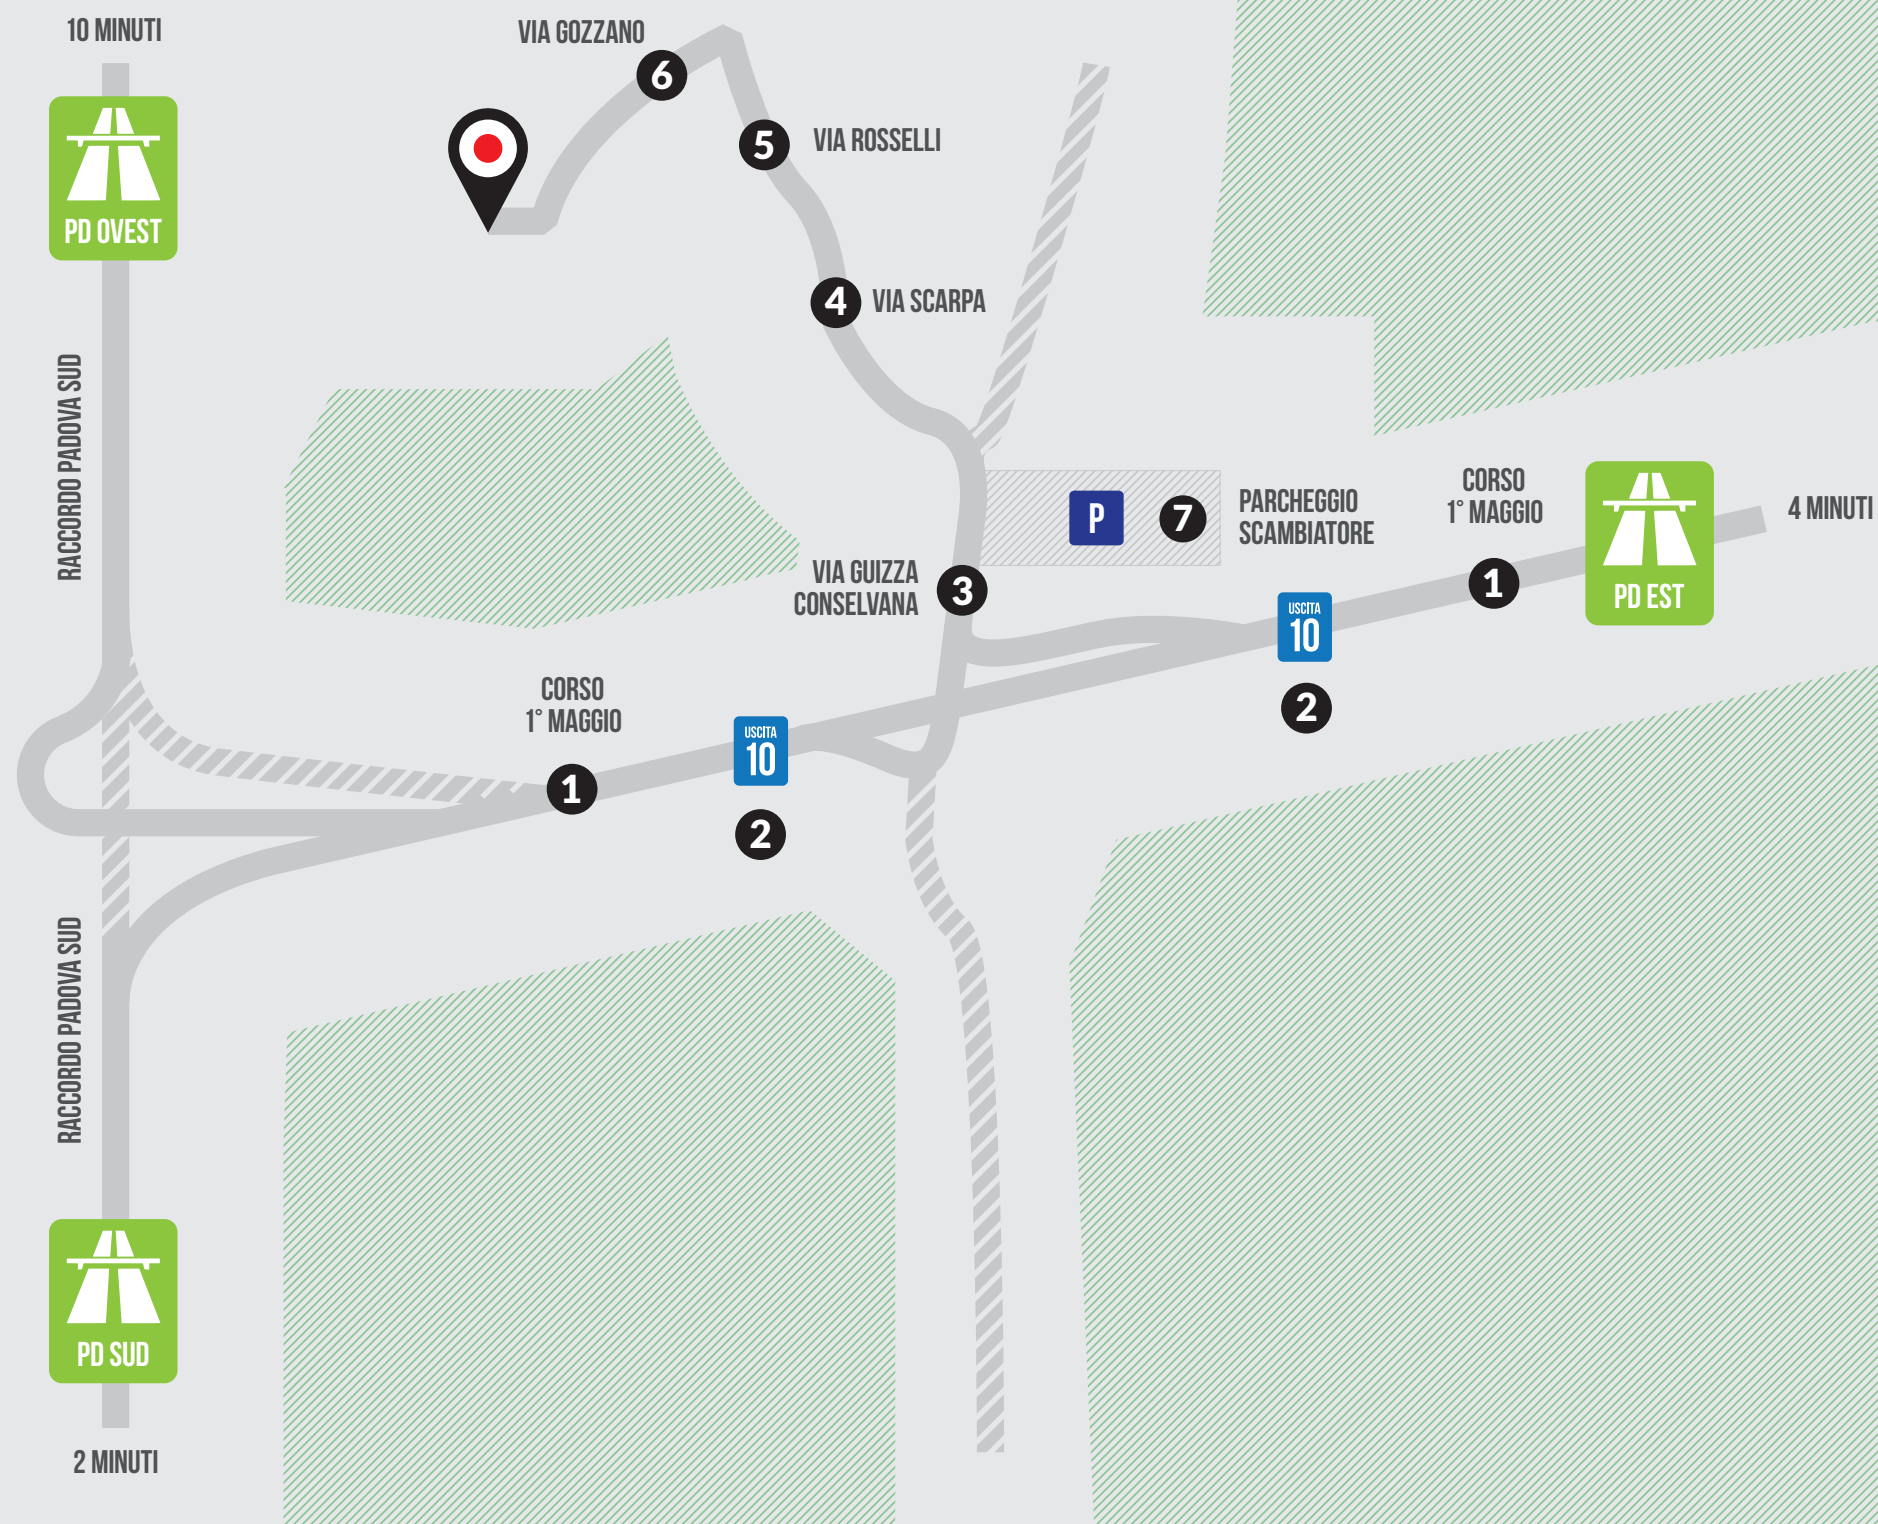 10 MINUTI
VIA GOZZANO
6
PD OVEST
5
VIA ROSSELLI
4
VIA SCARPA
RACCORDO PADOVA SUD
P
7
PARCHEGGIO
SCAMBIATORE
CORSO
1° MAGGIO
4 MINUTI
1
PD EST
VIA GUIZZA
CONSELVANA
3
USCITA
10
2
CORSO
1° MAGGIO
1
USCITA
10
2
RACCORDO PADOVA SUD
PD SUD
2 MINUTI